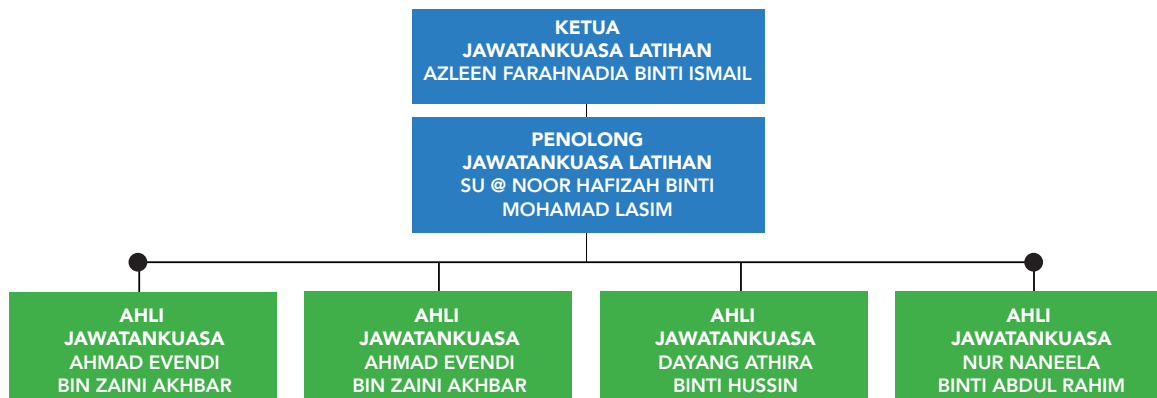 KETUA
JAWATANKUASA LATIHAN
AZLEEN FARAHNADIA BINTI ISMAIL
PENOLONG
JAWATANKUASA LATIHAN
SU @ NOOR HAFIZAH BINTI
MOHAMAD LASIM
AHLI
JAWATANKUASA
AHMAD EVENDI
BIN ZAINI AKHBAR
AHLI
JAWATANKUASA
AHMAD EVENDI
BIN ZAINI AKHBAR
AHLI
JAWATANKUASA
DAYANG ATHIRA
BINTI HUSSIN
AHLI
JAWATANKUASA
NUR NANEELA
BINTI ABDUL RAHIM